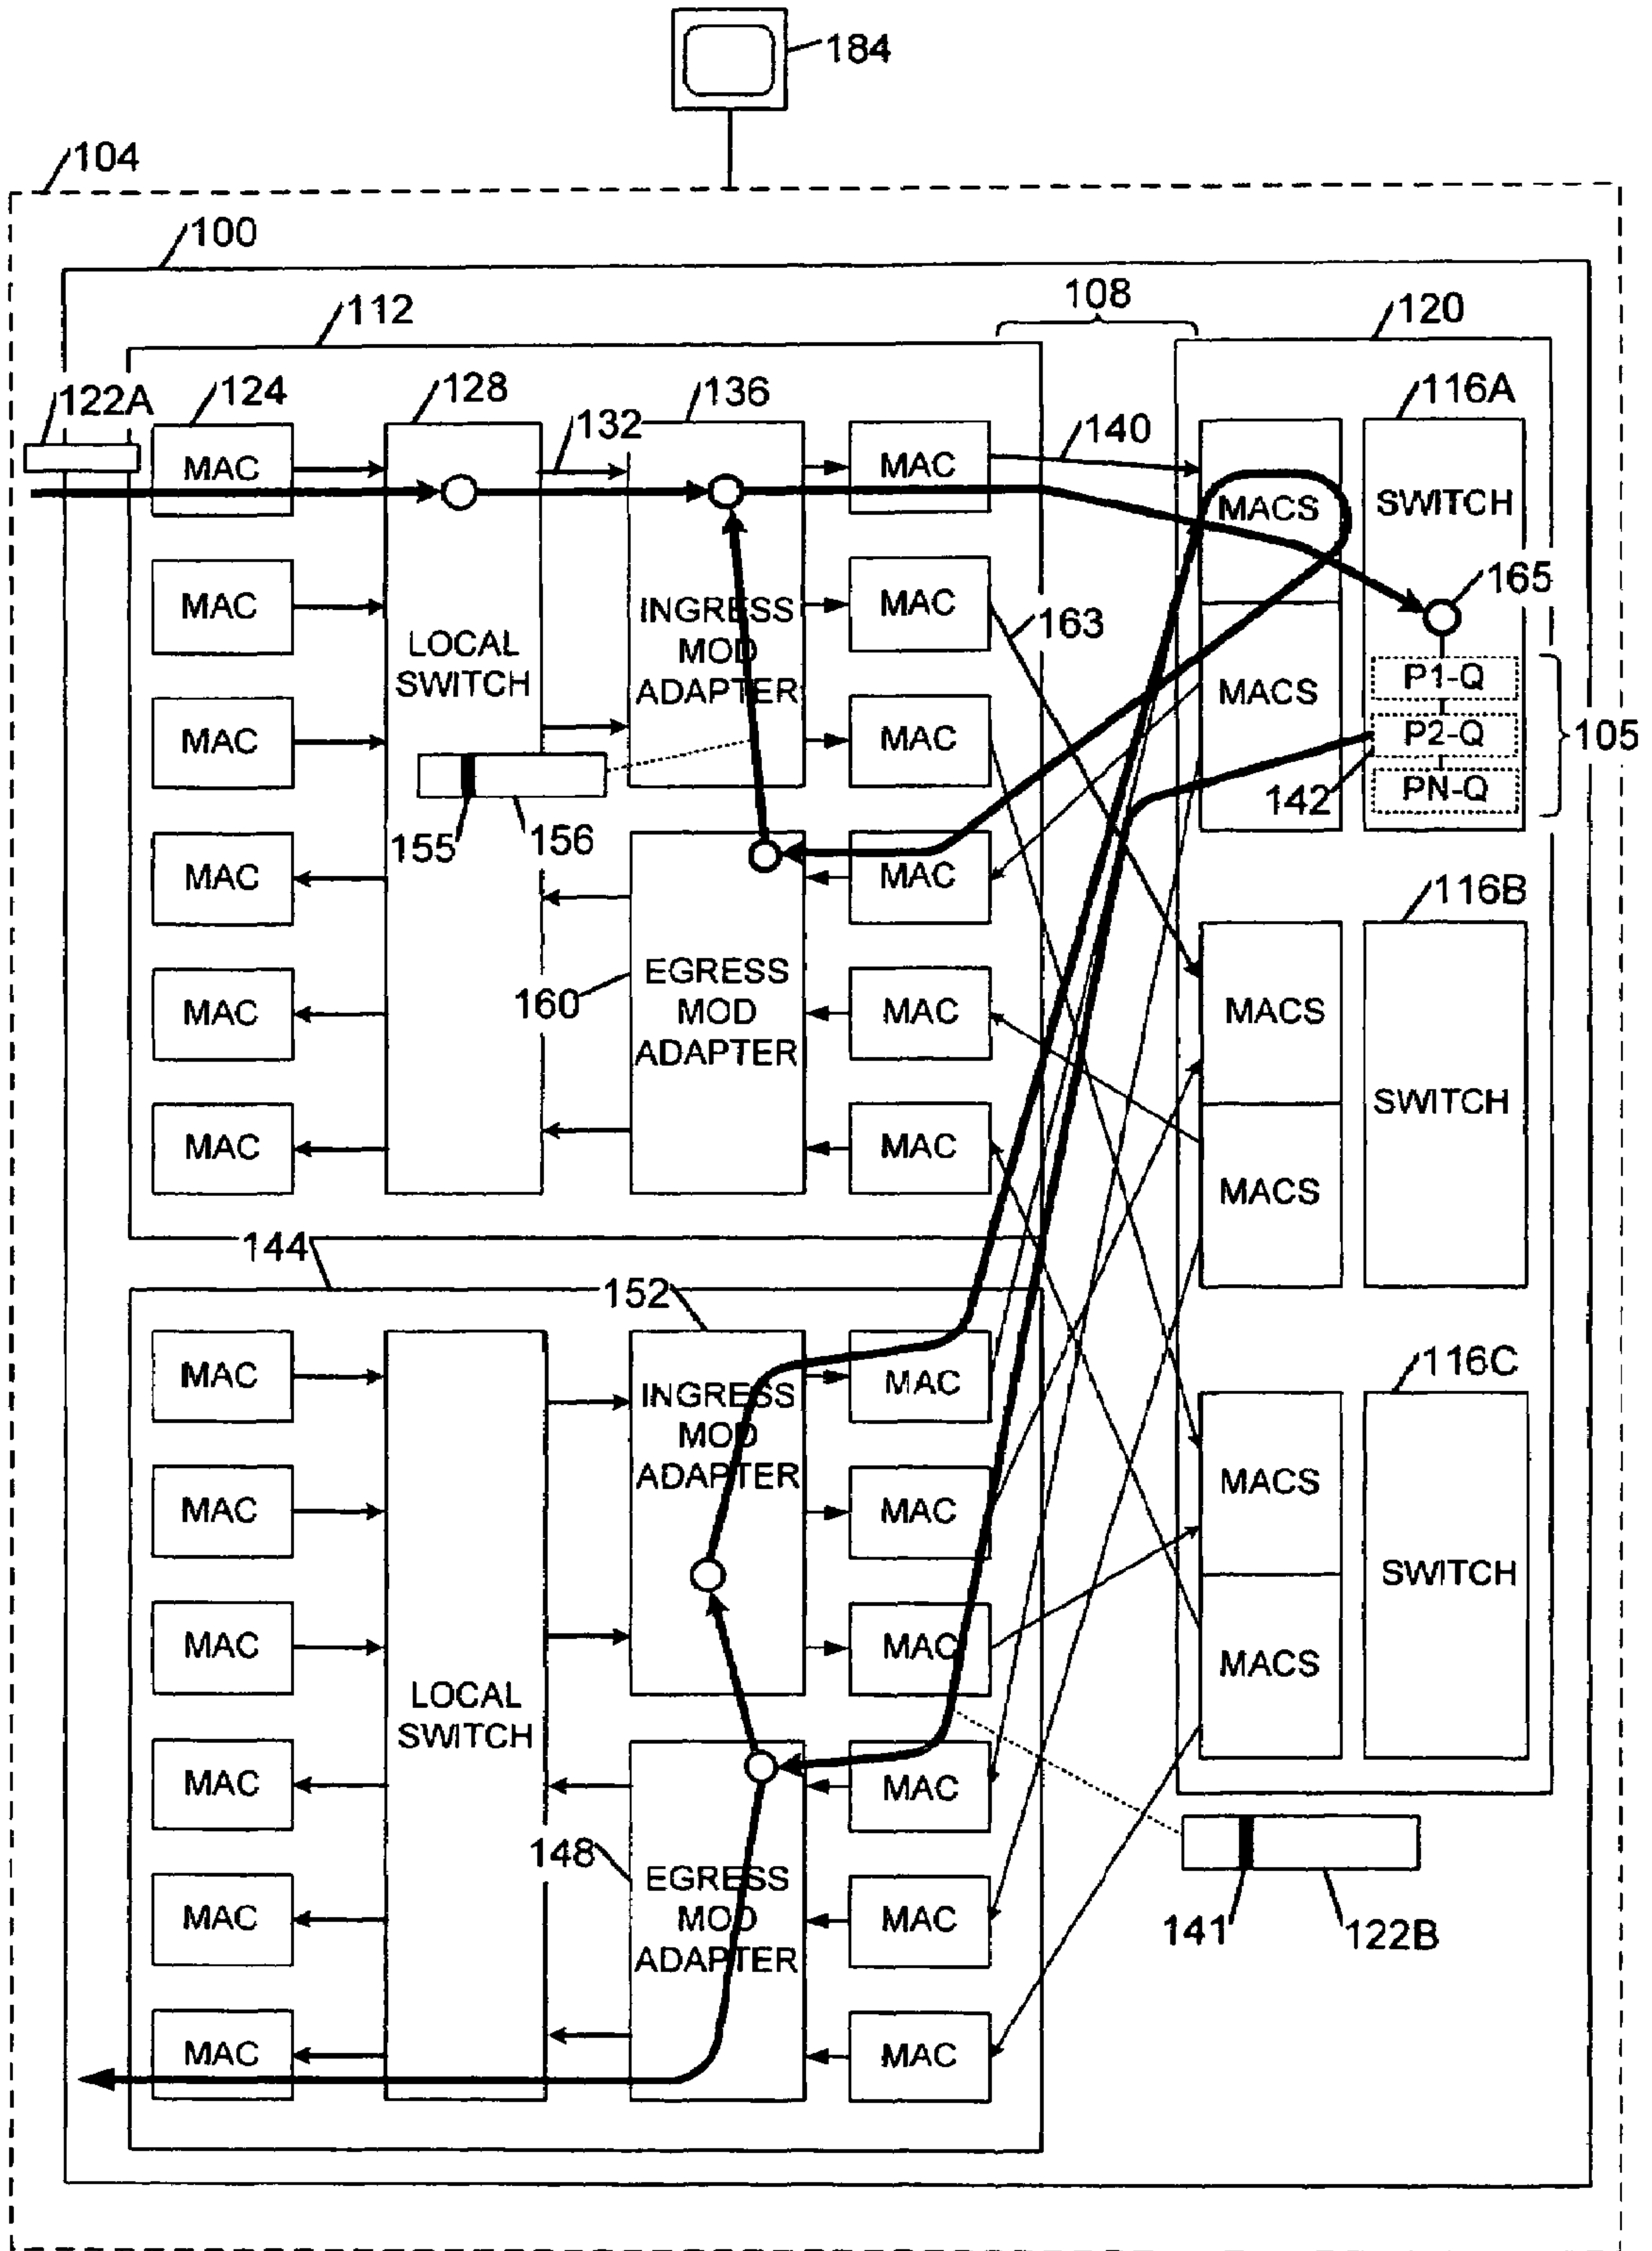 184
104
100
112
108
120
122A
124
128
132
136
140
116A
MAC
MAC
MACS
SWITCH
165
MAC
LOCAL
SWITCH
INGRESS
MOD
ADAPTER
MAC
163
MACS
P1-Q
P2-Q
PN-Q
105
142
MAC
MAC
155
156
MAC
MAC
116B
160
EGRESS
MOD
ADAPTER
MAC
MAC
MACS
SWITCH
MAC
MAC
MACS
144
152
116C
MAC
INGRESS
MOD
ADAPTER
MAC
MAC
MAC
MACS
SWITCH
MAC
MAC
MACS
LOCAL
SWITCH
MAC
MAC
148
EGRESS
MOD
ADAPTER
MAC
MAC
141
122B
MAC
MAC